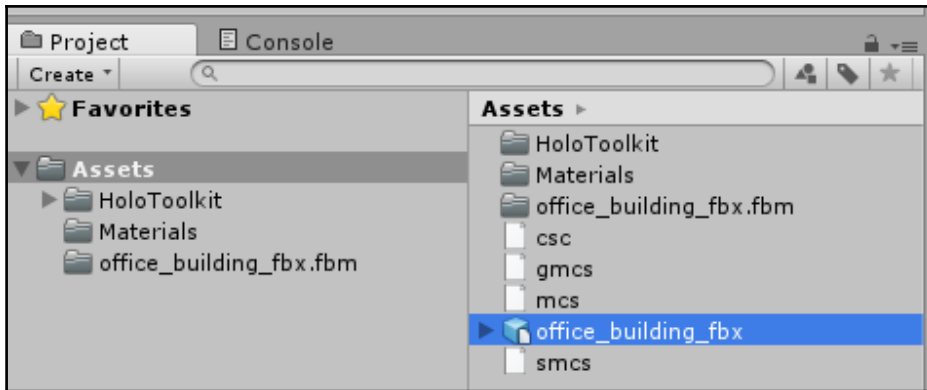 Project
Console
Create
Favorites
Assets
HoloToolkit
Materials
office_building_fbx.fbm
Assets
HoloToolkit
Materials
office_building_fbx.fbm
csc
gmcs
mcs
office_building_fbx
smcs